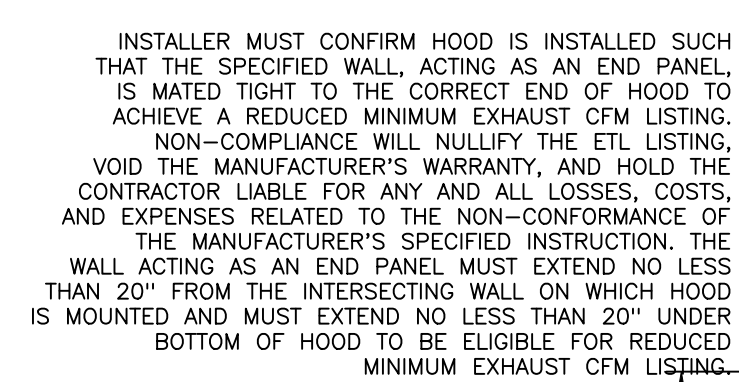 INSTALLER MUST CONFIRM HOOD IS INSTALLED SUCH
THAT THE SPECIFIED WALL, ACTING AS AN END PANEL,
IS MATED TIGHT TO THE CORRECT END OF HOOD TO
ACHIEVE A REDUCED MINIMUM EXHAUST CFM LISTING.
NON-COMPLIANCE WILL NULLIFY THE ETL LISTING,
VOID THE MANUFACTURER'S WARRANTY, AND HOLD THE
CONTRACTOR LIABLE FOR ANY AND ALL LOSSES, COSTS,
AND EXPENSES RELATED TO THE NON-CONFORMANCE OF
THE MANUFACTURER'S SPECIFIED INSTRUCTION. THE
WALL ACTING AS AN END PANEL MUST EXTEND NO LESS
THAN 20" FROM THE INTERSECTING WALL ON WHICH HOOD
IS MOUNTED AND MUST EXTEND NO LESS THAN 20" UNDER
BOTTOM OF HOOD TO BE ELIGIBLE FOR REDUCED
MINIMUM EXHAUST CFM LISTING.